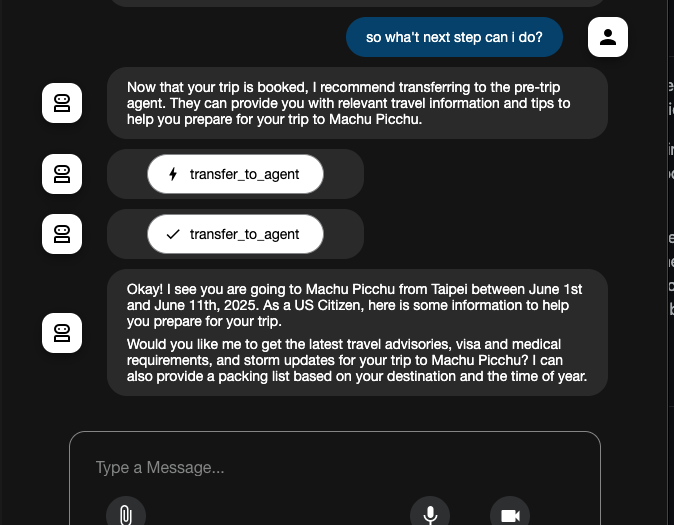 so wha't next step can i do?
Now that your trip is booked, I recommend transferring to the pre-trip
agent. They can provide you with relevant travel information and tips to
help you prepare for your trip to Machu Picchu.
transfer_to_agent
transfer_to_agent
Okay! I see you are going to Machu Picchu from Taipei between June 1st
and June 11th, 2025. As a US Citizen, here is some information to help
you prepare for your trip.
Would you like me to get the latest travel advisories, visa and medical
requirements, and storm updates for your trip to Machu Picchu? I can
also provide a packing list based on your destination and the time of year.
Type a Message...